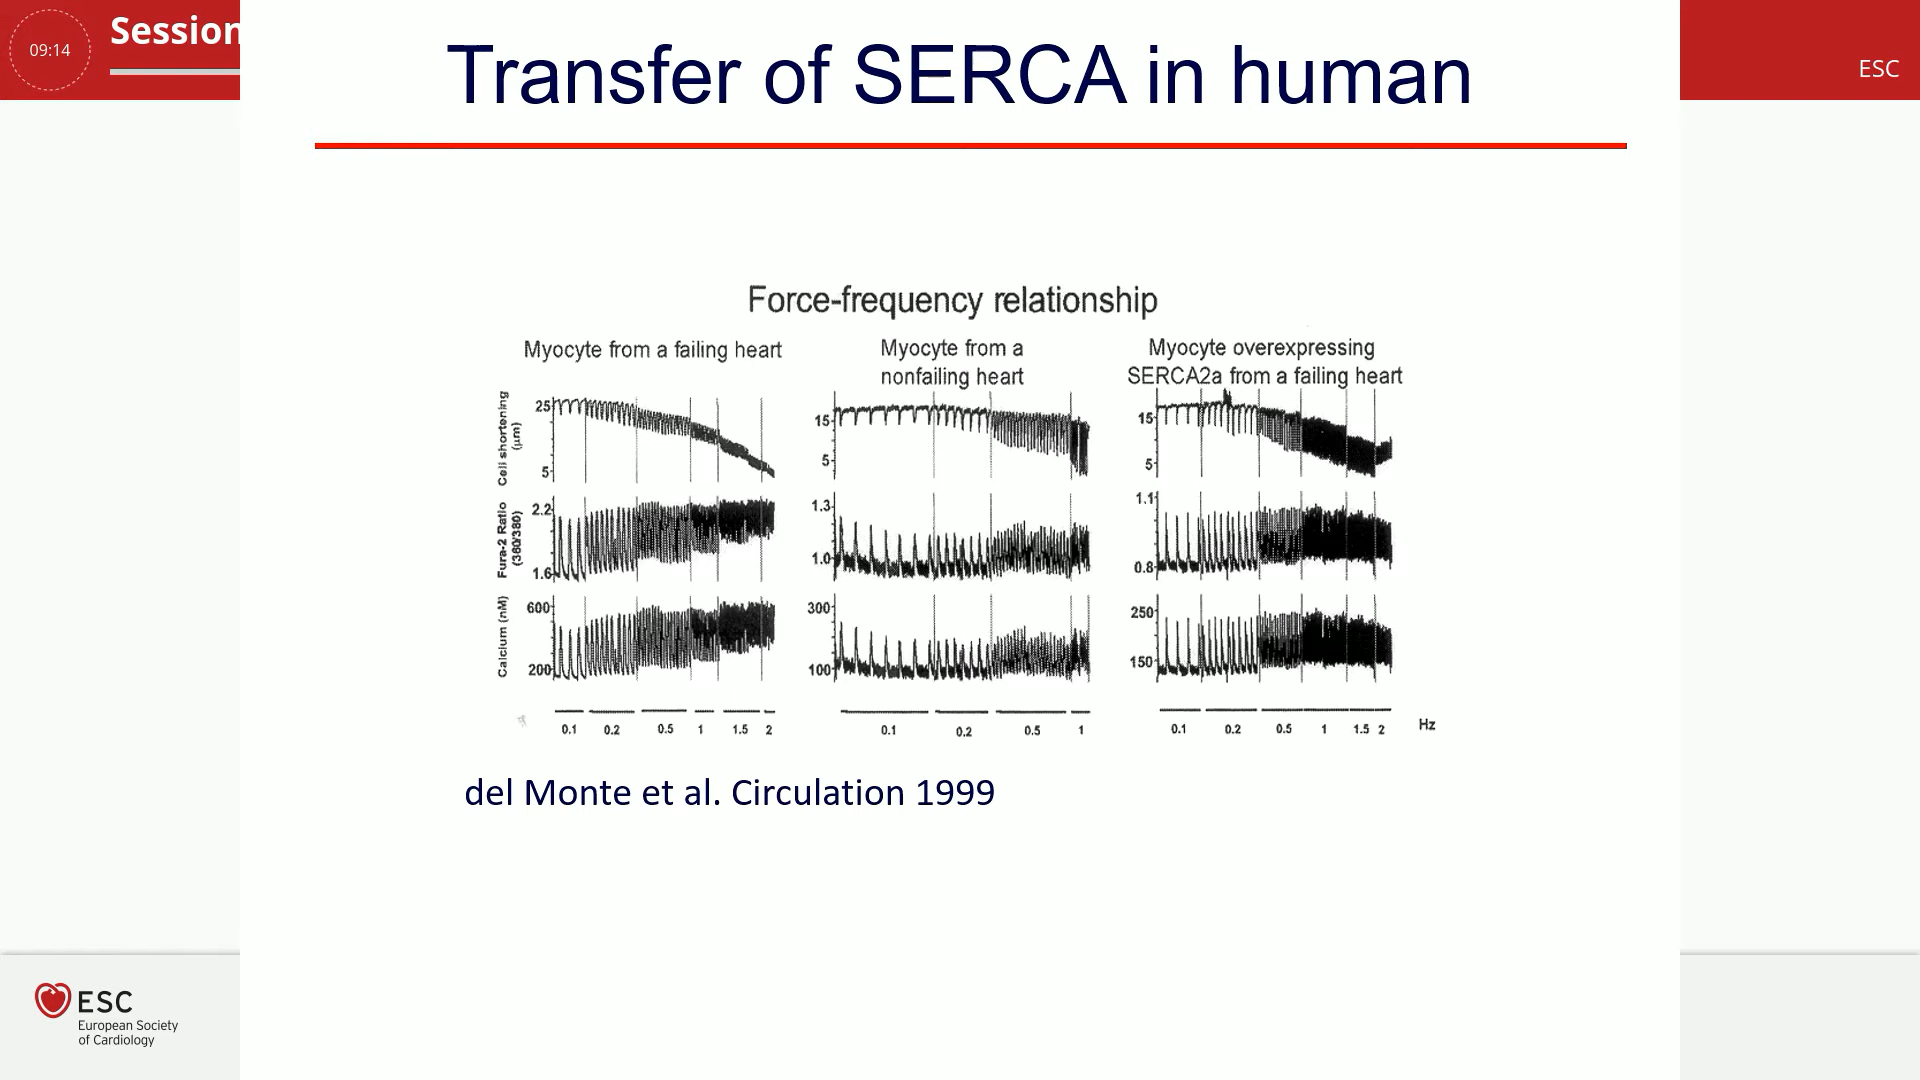 09:14
Session
ESC
Transfer of SERCA in human
Force-frequency relationship
Myocyte from a failing heart
Myocyte from a
nonfailing heart
Myocyte overexpressing
SERCA2a from a failing heart
Cell shortening
(µm)
25
5
15
5
15
5
Fura-2 Ratio
(360/380)
2.2
1.6
1.3
1.0
1.1
0.8
Calcium (nM)
600
200
300
100
250
150
0.1 0.2 0.5 1 1.5 2
0.1 0.2 0.5 1
0.1 0.2 0.5 1 1.5 2
Hz
del Monte et al. Circulation 1999
ESC
European Society
of Cardiology